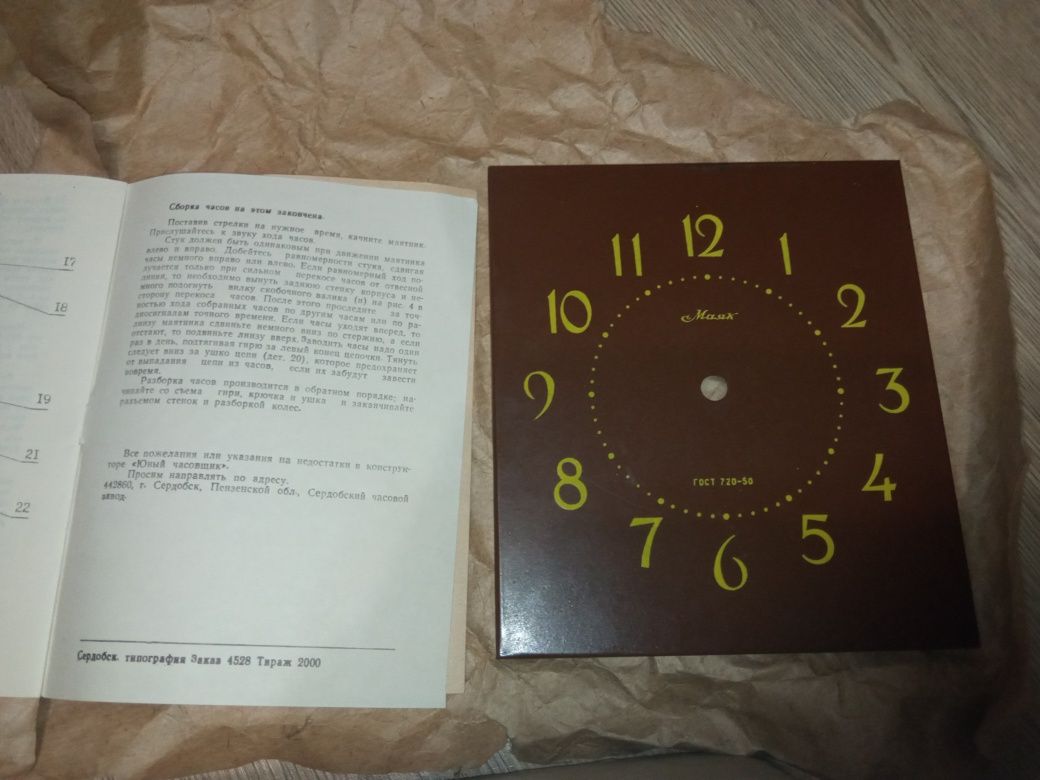 17
18
19
21
22
Сборка часов на этом закончена.
Поставив стрелки на нужное время, качните маятник.
Прислушайтесь к звуку хода часов.
Стук должен быть одинаковым при движении маятника
влево и вправо. Добейтесь равномерности стука, сдвигая
часы немного вправо или влево. Если равномерный ход по-
лучается только при сильном перекосе часов от отвесной
линии, то необходимо вынуть заднюю стенку корпуса и не-
много подогнуть вилку скобочного валика (п) на рис. 4 в
сторону перекоса часов. После этого проследите за точ-
ностью хода собранных часов по другим часам или по ра-
диосигналам точного времени. Если часы уходят вперед, то
линзу маятника сдвиньте немного вниз по стержню, а если
отстают, то подвиньте линзу вверх. Заводить часы надо один
раз в день, подтягивая гирю за левый конец цепочки. Тянуть
следует вниз за ушко цепи (дет. 20), которое предохраняет
от выпадания цепи из часов, если их забудут завести
вовремя.
Разборка часов производится в обратном порядке; на-
чинайте со съема гири, крючка и ушка и заканчивайте
разъемом стенок и разборкой колес.
Все пожелания или указания на недостатки в конструк-
торе «Юный часовщик».
Просим направлять по адресу.
442860, г. Сердобск, Пензенской обл., Сердобский часовой
завод.
Сердобск. типография Заказ 4528 Тираж 2000
12
11
1
10
2
Маяк
9
3
8
4
ГОСТ 720-50
7
5
6